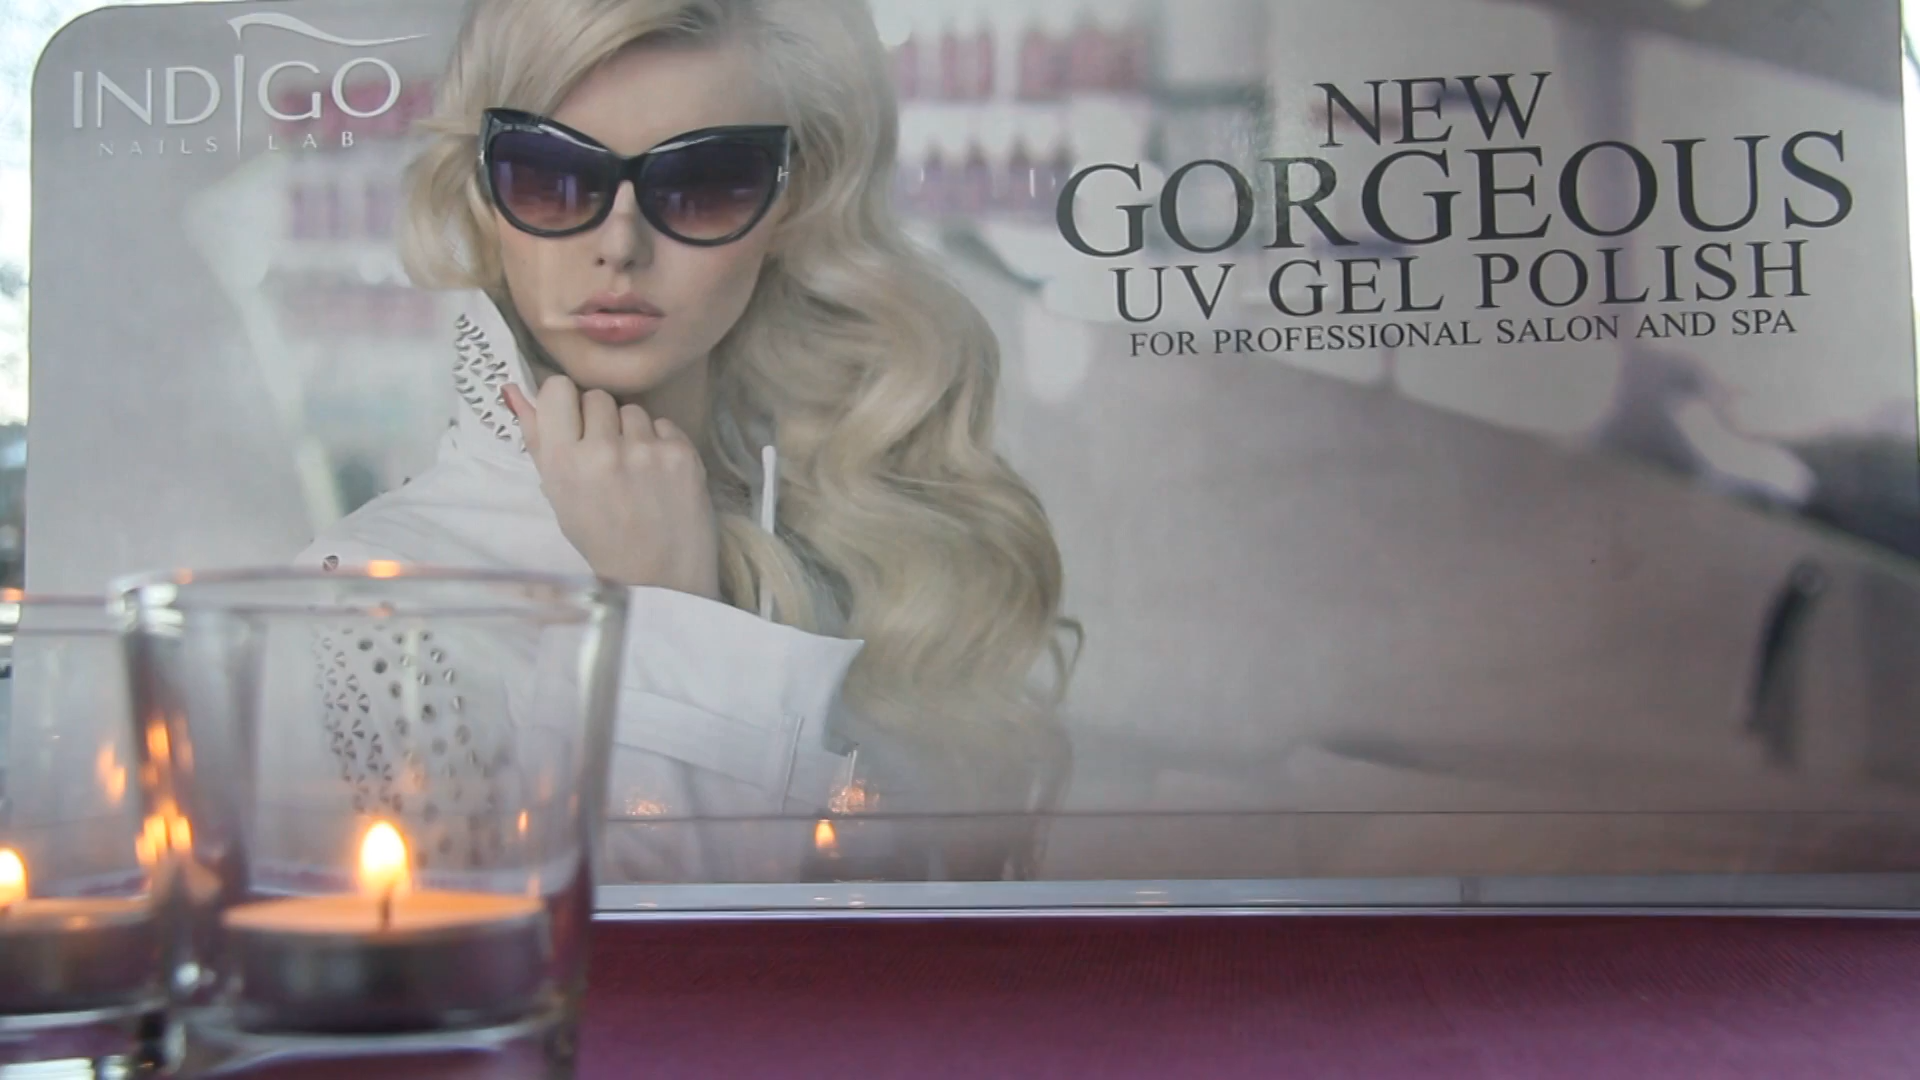 INDIGO
NAILS LAB
NEW
GORGEOUS
UV GEL POLISH
FOR PROFESSIONAL SALON AND SPA